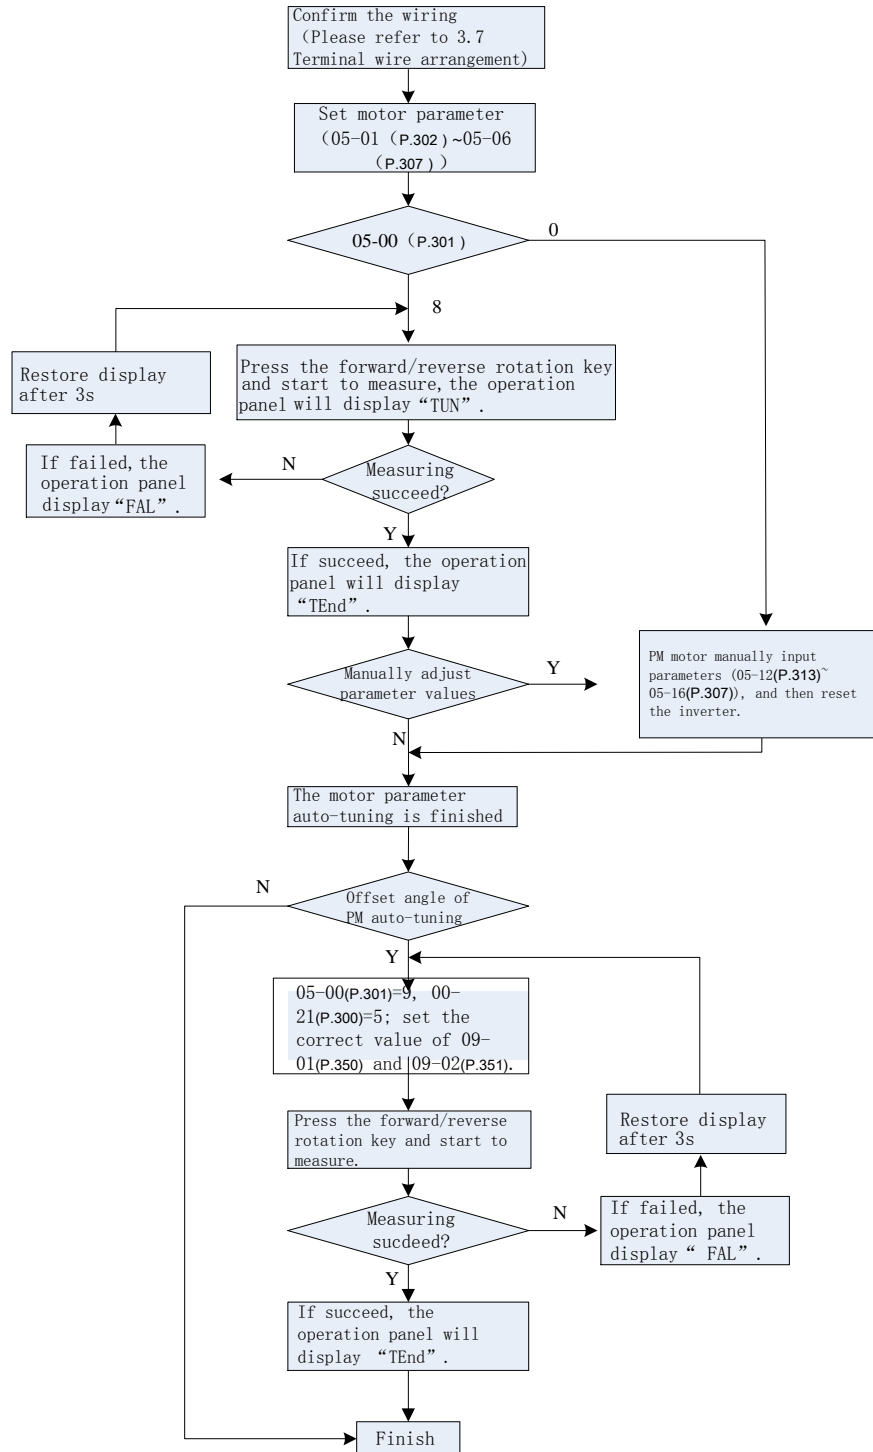 Confirm the wiring
(Please refer to 3.7
Terminal wire arrangement)
Set motor parameter
(05-01 (P.302) ~05-06
(P.307))
05-00 (P.301)
0
8
Restore display
after 3s
Press the forward/reverse rotation key
and start to measure, the operation
panel will display “TUN”.
If failed, the
operation panel
display“FAL”.
N
Measuring
succeed?
Y
If succeed, the operation
panel will display
“TEnd”.
Manually adjust
parameter values
Y
PM motor manually input
parameters (05-12(P.313)~
05-16(P.307)), and then reset
the inverter.
N
The motor parameter
auto-tuning is finished
N
Offset angle of
PM auto-tuning
Y
05-00(P.301)=9, 00-
21(P.300)=5; set the
correct value of 09-
01(P.350) and 09-02(P.351).
Press the forward/reverse
rotation key and start to
measure.
Restore display
after 3s
Measuring
sucdeed?
N
If failed, the
operation panel
display“ FAL”.
Y
If succeed, the
operation panel will
display “TEnd”.
Finish